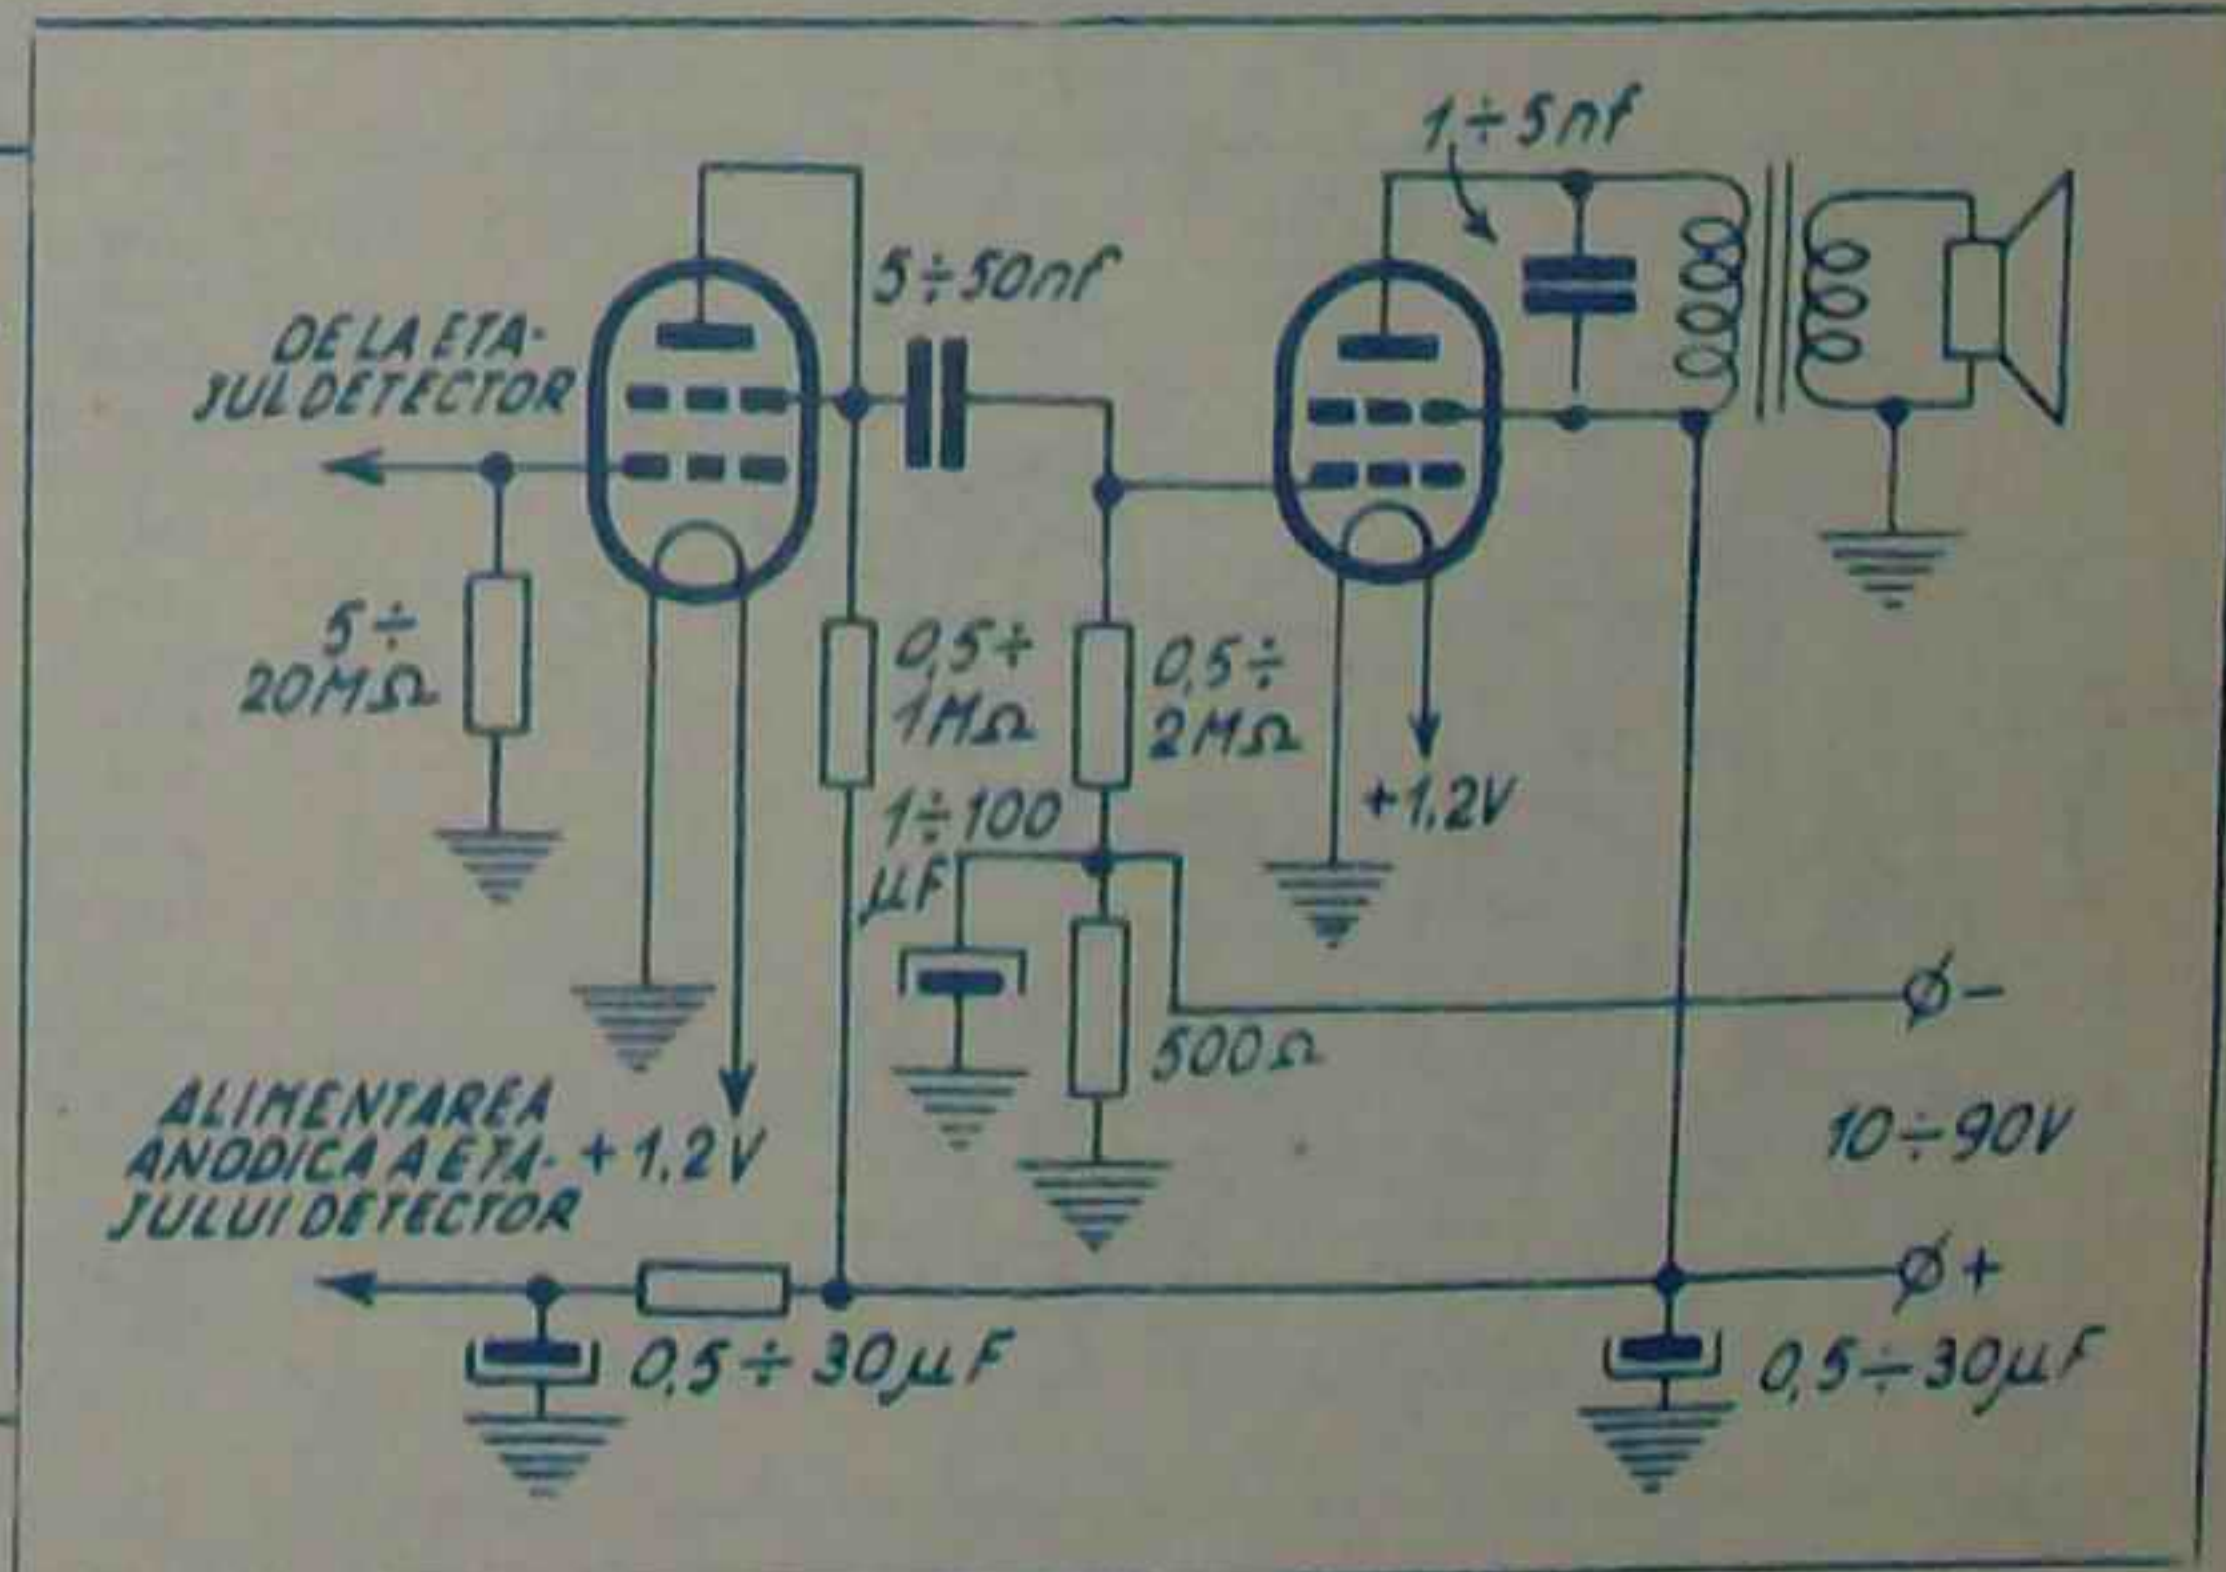 1÷5nf
5÷50nf
DE LA ETA-
JUL DETECTOR
5÷
20MΩ
0,5÷
1MΩ
0,5÷
2MΩ
1÷100
µF
+1.2V
500Ω
ALIMENTAREA
ANODICA A ETA-
JULUI DETECTOR
+1.2V
-
10÷90V
+
0,5÷30µF
0,5÷30µF